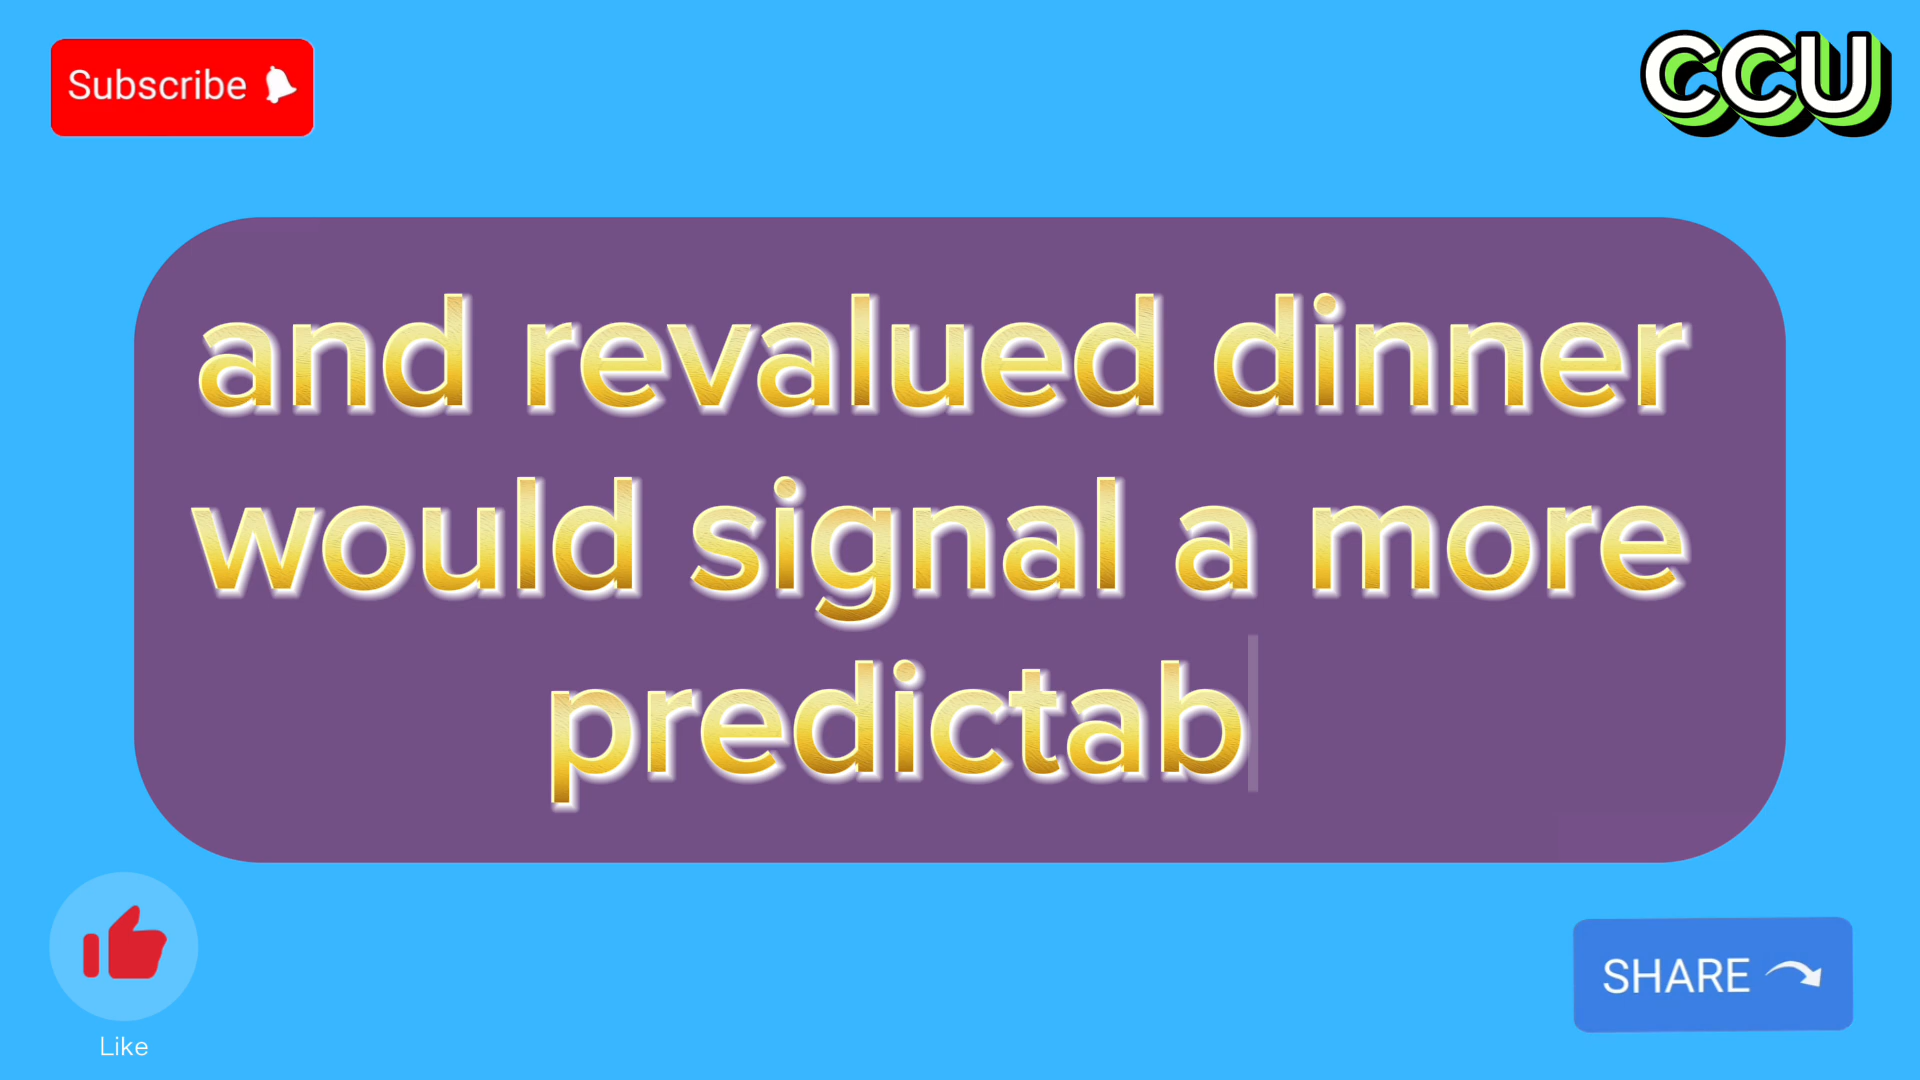 Subscribe
CCU
and revalued dinner
would signal a more
predictab
Like
SHARE